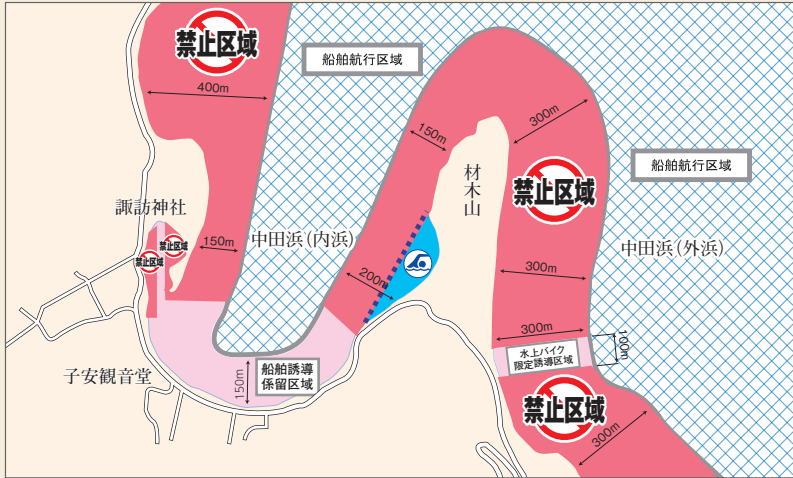 禁止区域
船舶航行区域
400m
300m
150m
船舶航行区域
材木山
禁止区域
諏訪神社
禁止区域
禁止区域
150m
中田浜(内浜)
中田浜(外浜)
200m
300m
300m
100m
水上バイク
限定誘導区域
船舶誘導
係留区域
150m
子安観音堂
禁止区域
300m